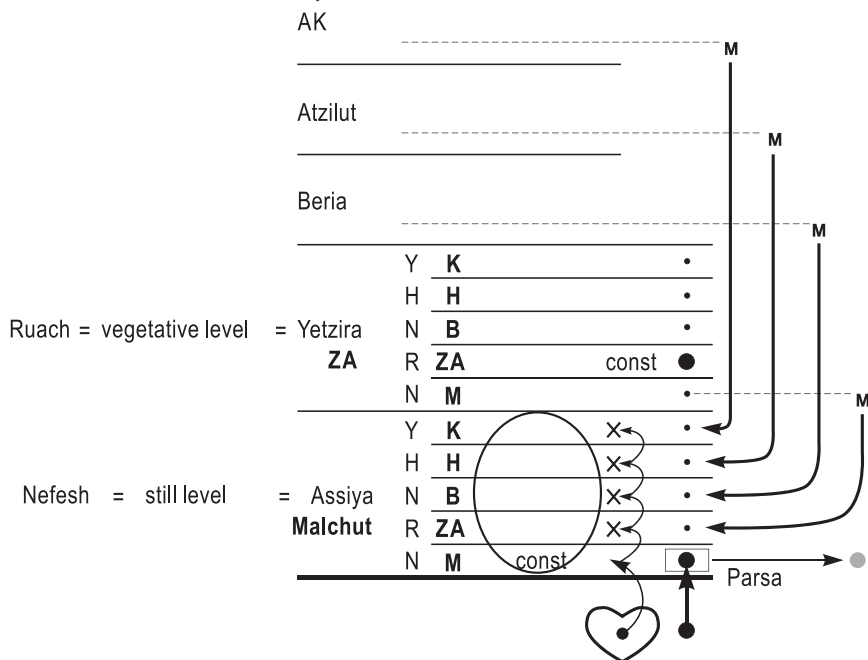 AK
M
Atzilut
M
Beria
M
Y K
H H
Ruach = vegetative level = Yetzira N B
ZA R ZA const
N M
M
Y K X
H H X
Nefesh = still level = Assiya N B X
Malchut R ZA X
N M const
Parsa